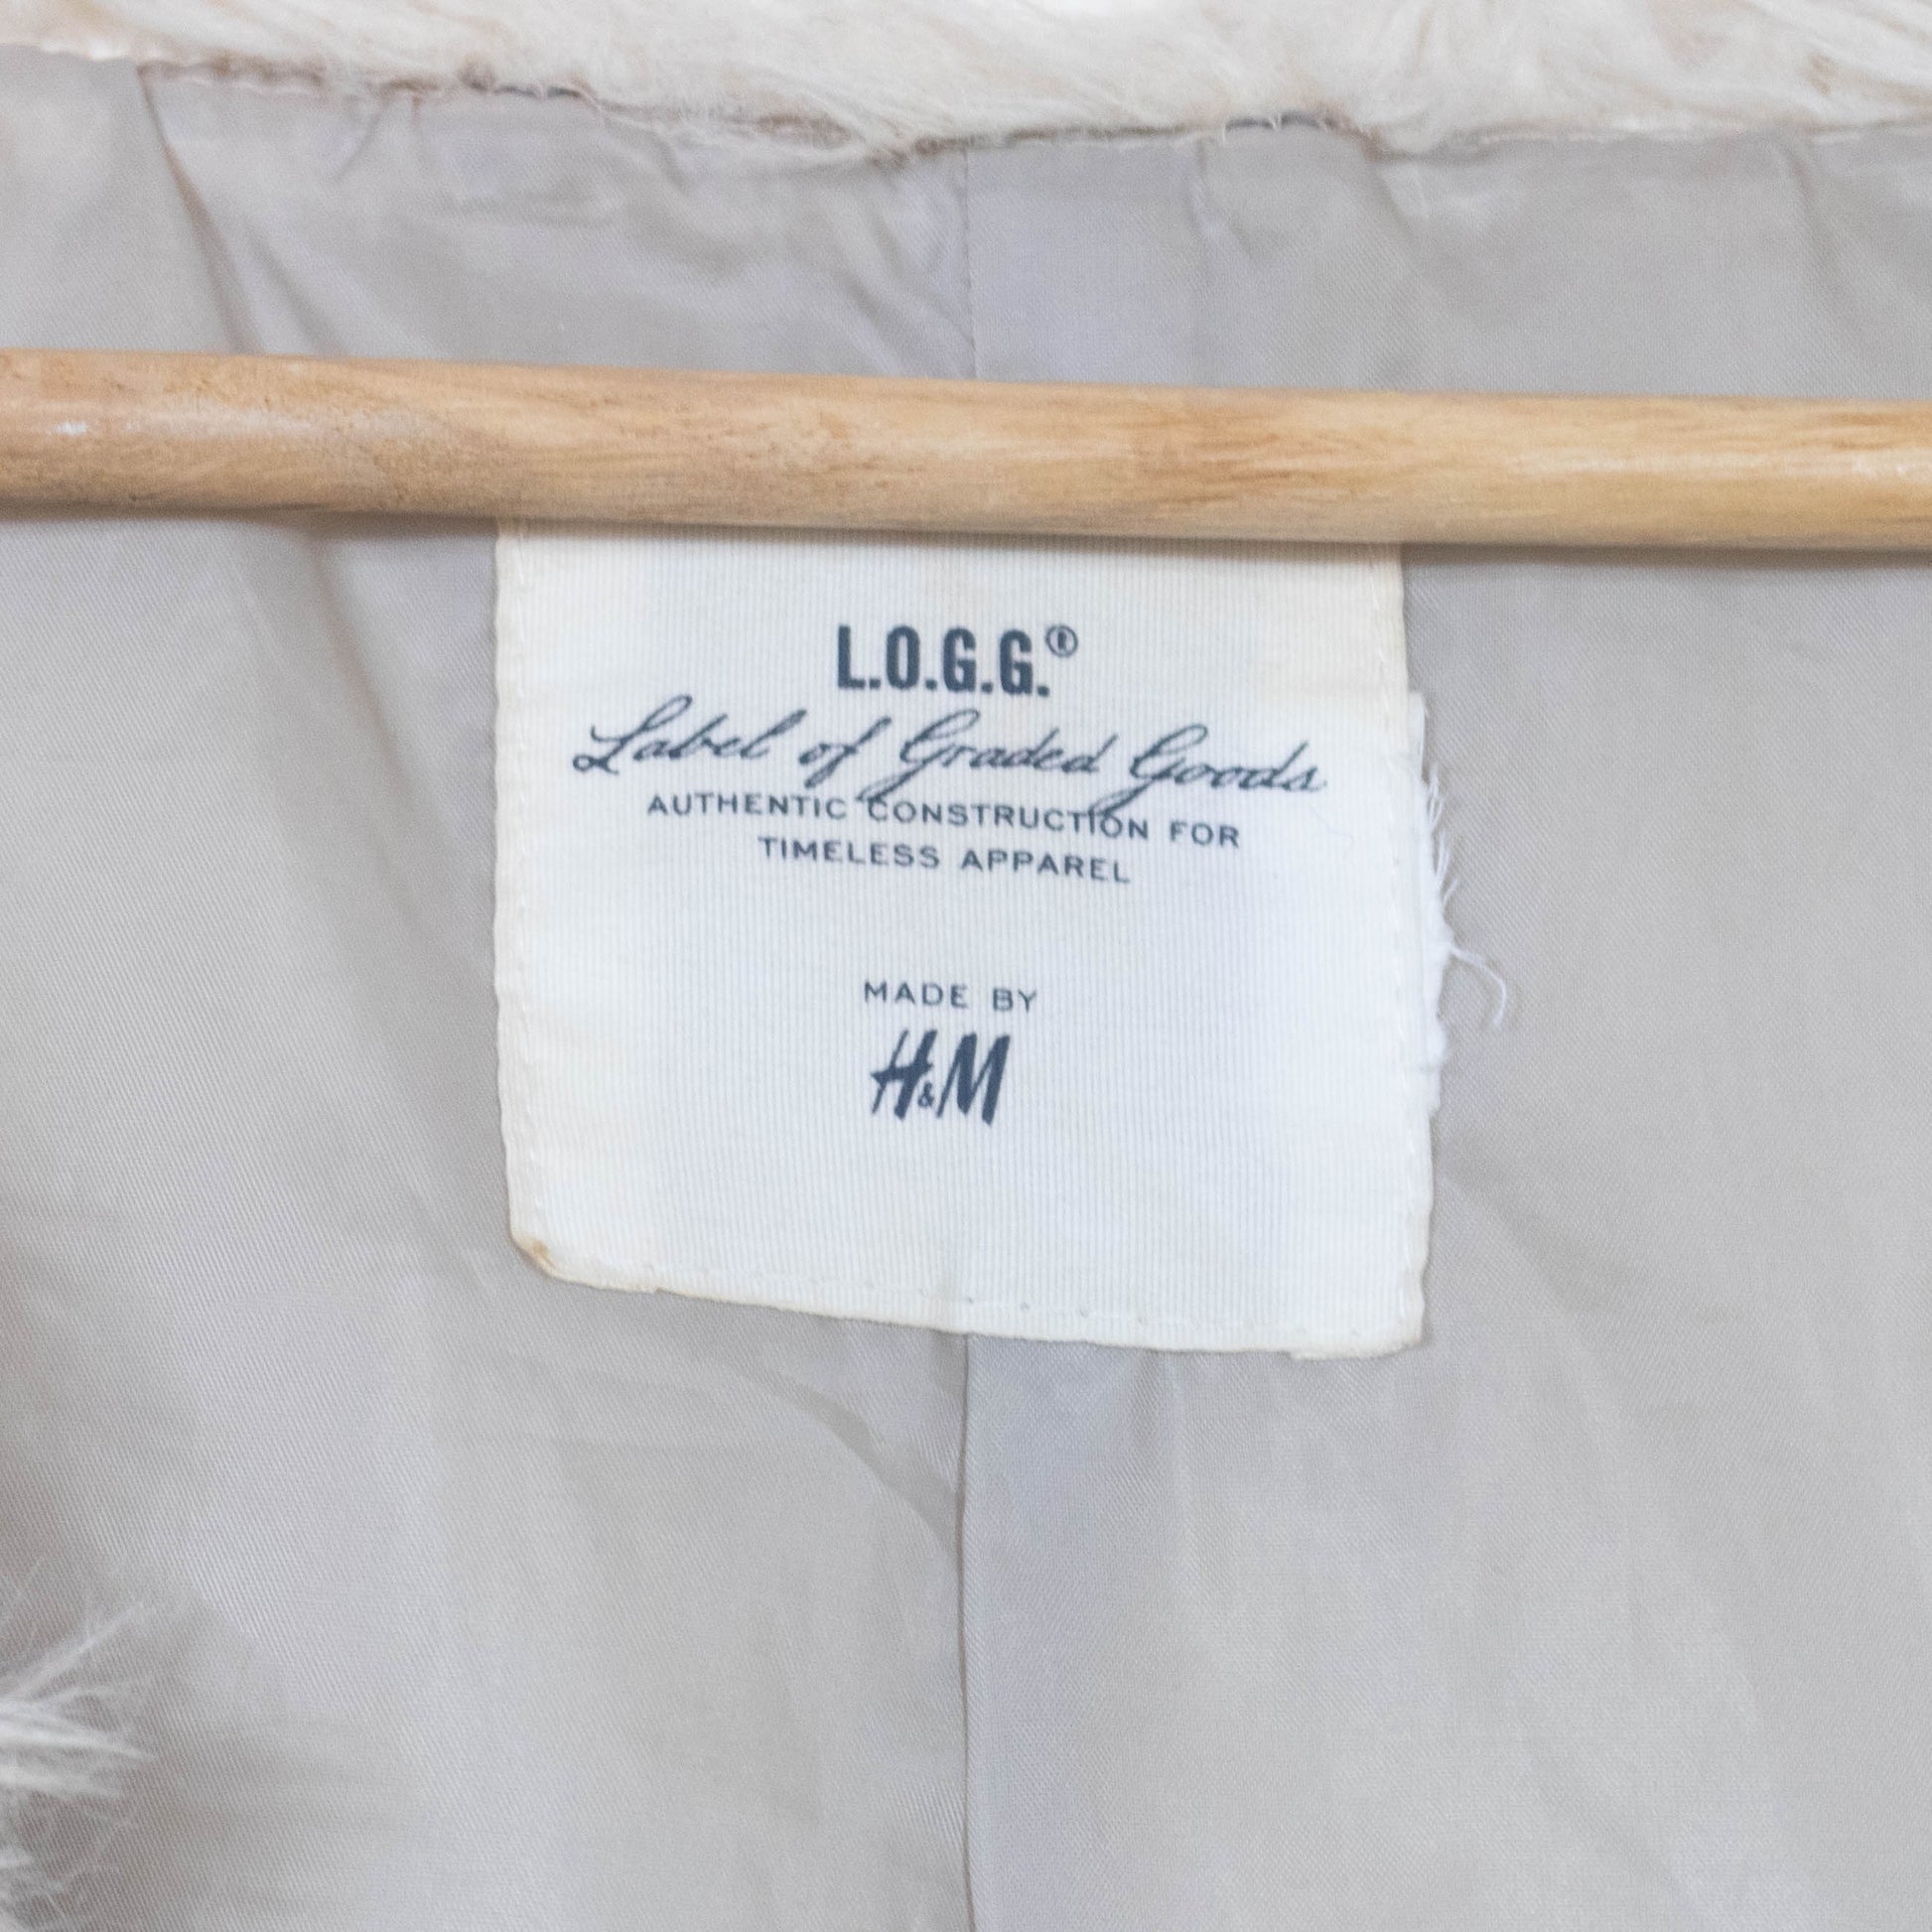 L.O.G.G.®
Label of Graded Goods
AUTHENTIC CONSTRUCTION FOR
TIMELESS APPAREL
MADE BY
H&M